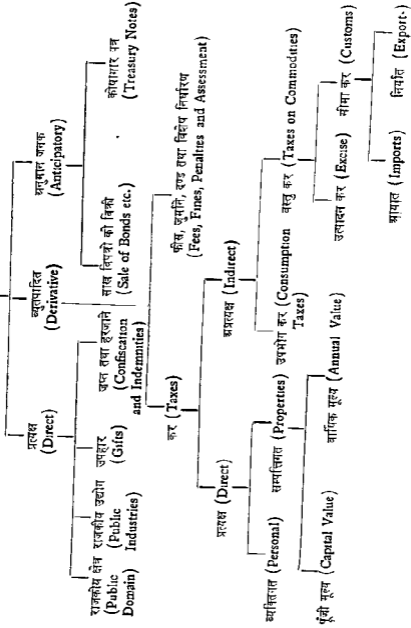 प्रत्यक्ष
(Direct)
व्युतपादित
(Derivative)
अनुमान जनक
(Anticipatory)
राजकीय क्षेत्र
(Public
Domain)
राजकीय उद्योग
(Public
Industries)
उपहार
(Gifts)
जप्त तथा हरजाने
(Confiscation
and Indemnities
साख विपत्रों की बिक्री
(Sale of Bonds etc.)
कोषागार पत्र
(Treasury Notes)
कर (Taxes)
फीस, जुर्माने, दण्ड तथा विशेष निर्धारण
(Fees, Fines, Penalties and Assessment)
प्रत्यक्ष (Direct)
अप्रत्यक्ष (Indirect)
व्यक्तिगत (Personal)
सम्पत्तिगत (Properties)
उपभोग कर (Consumption
Taxes)
वस्तु कर (Taxes on Commodities)
पूँजी मूल्य (Capital Value)
वार्षिक मूल्य (Annual Value)
उत्पादन कर (Excise)
सीमा कर (Customs)
आयात (Imports)
निर्यात (Export